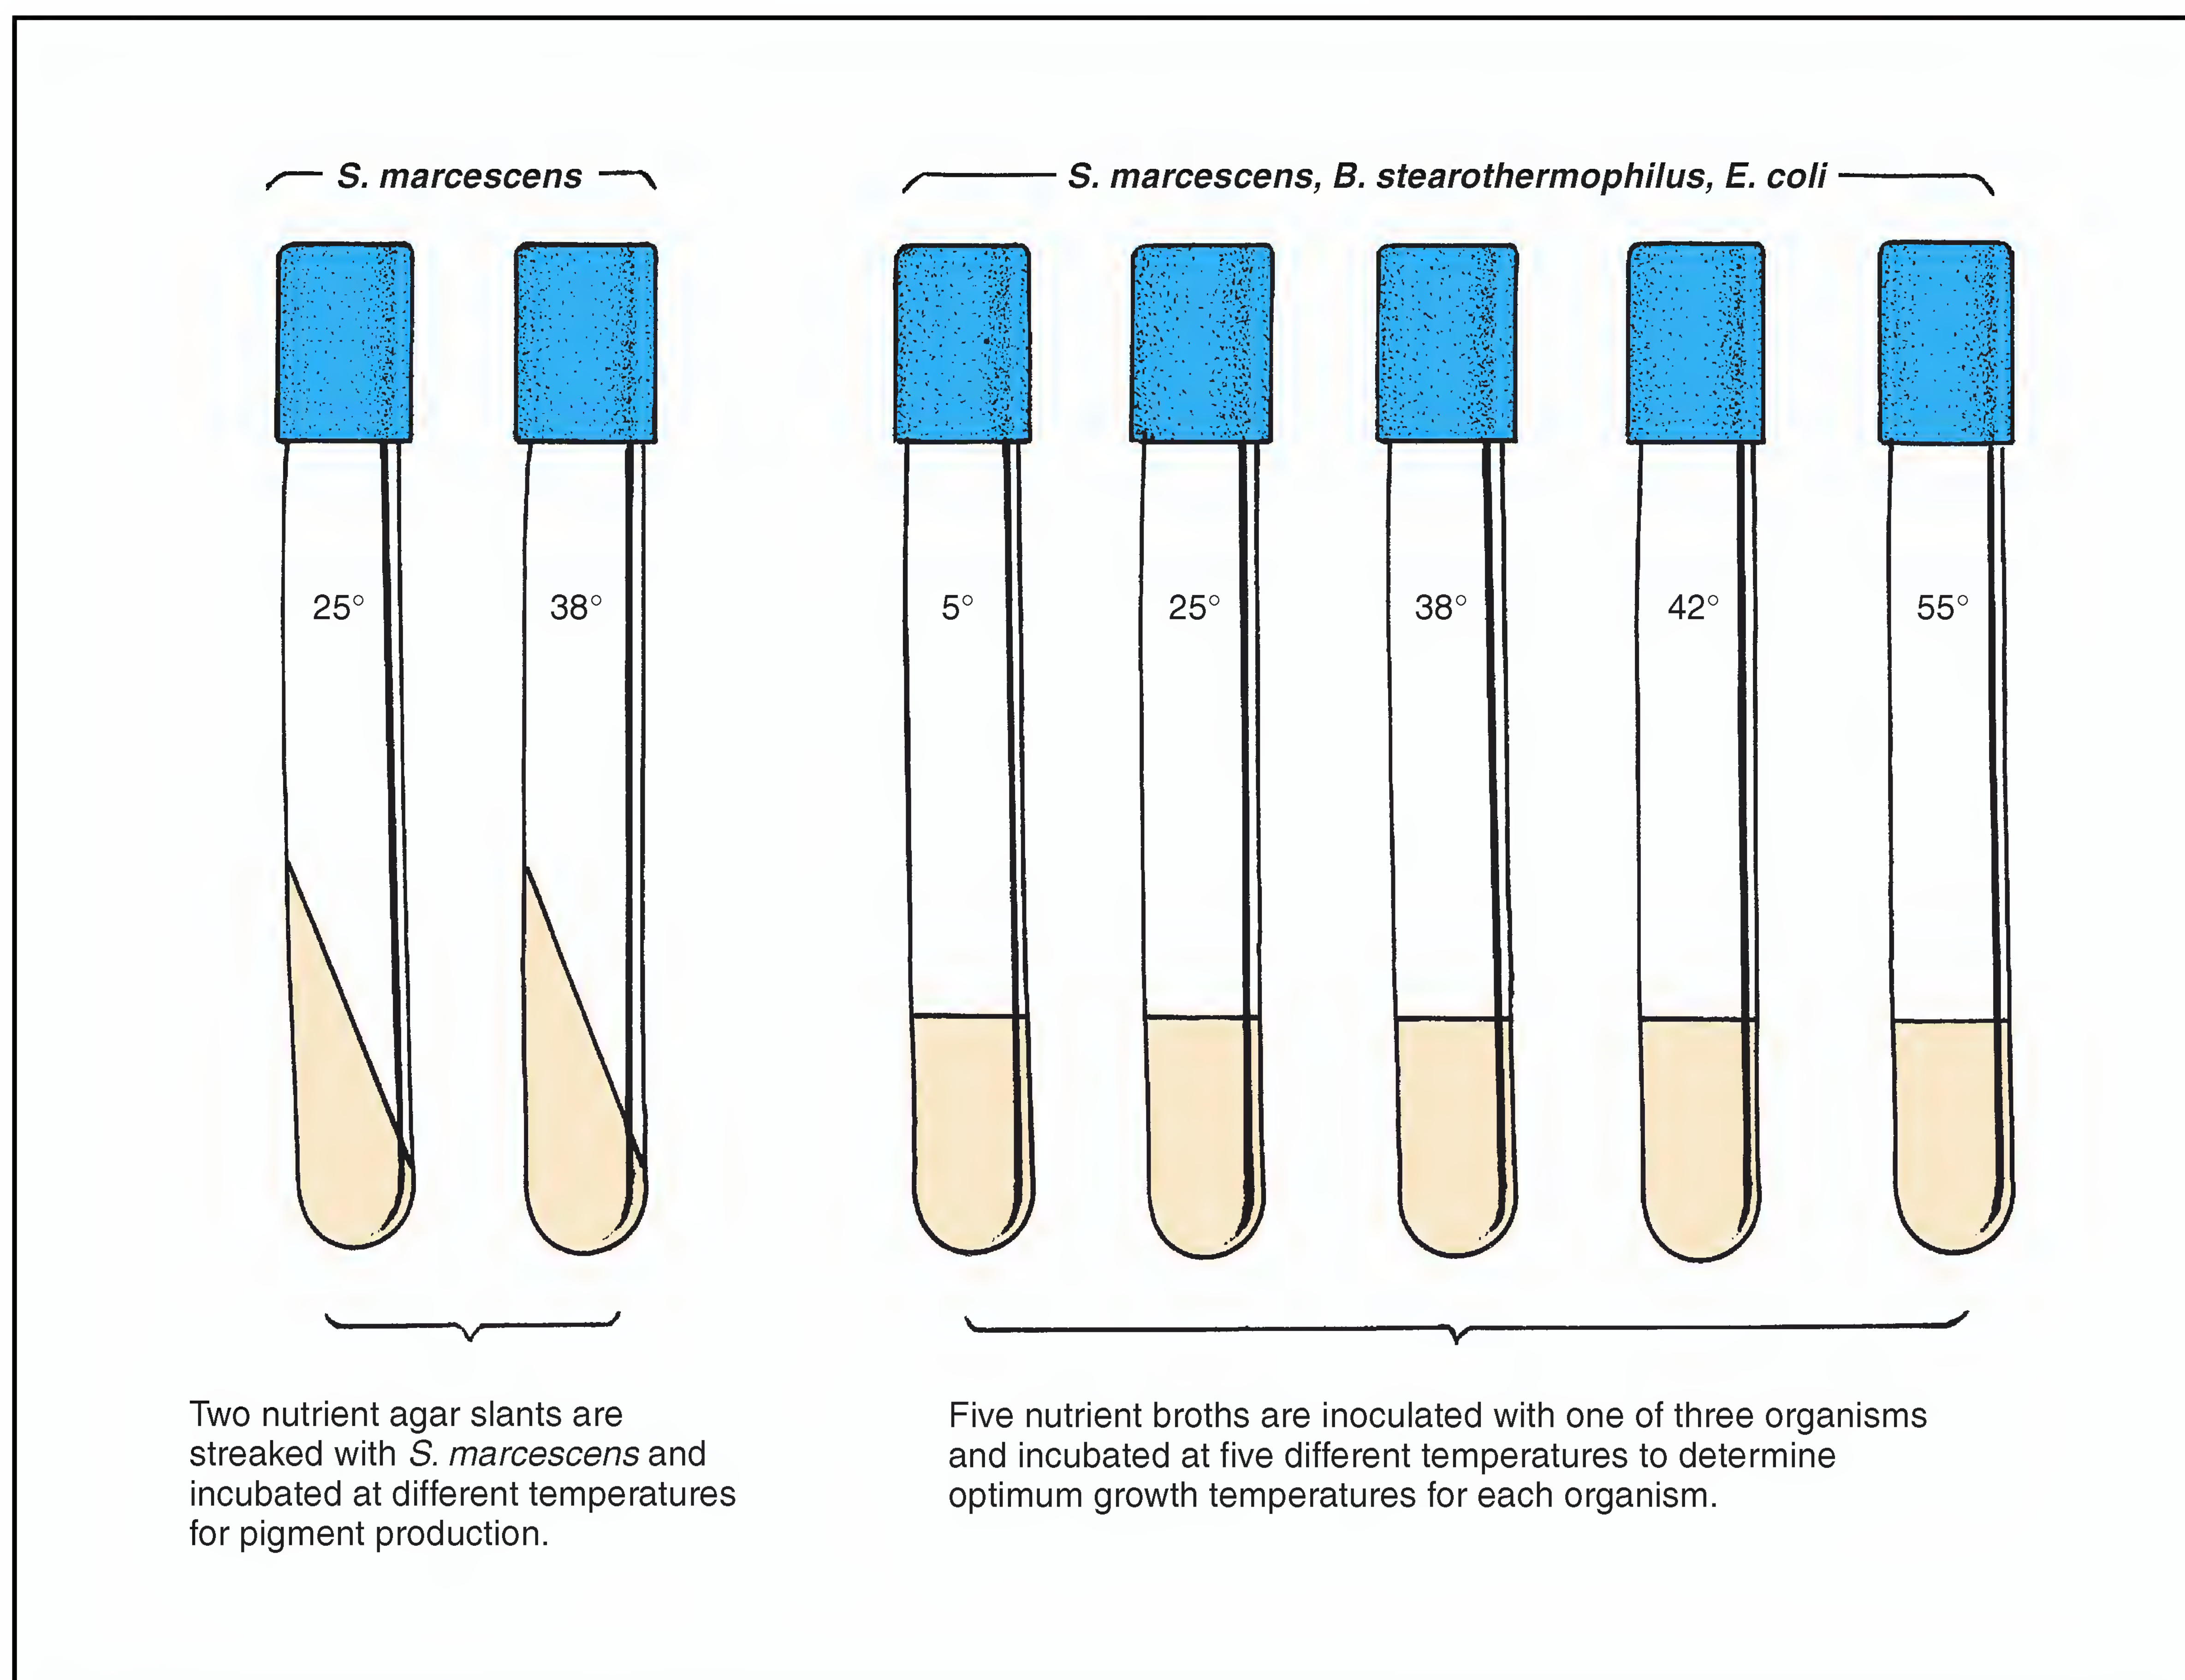 S. marcescens
S. marcescens, B. stearothermophilus, E. coli
25°
38°
5°
25°
38°
42°
55°
Two nutrient agar slants are
streaked with S. marcescens and
incubated at different temperatures
for pigment production.
Five nutrient broths are inoculated with one of three organisms
and incubated at five different temperatures to determine
optimum growth temperatures for each organism.